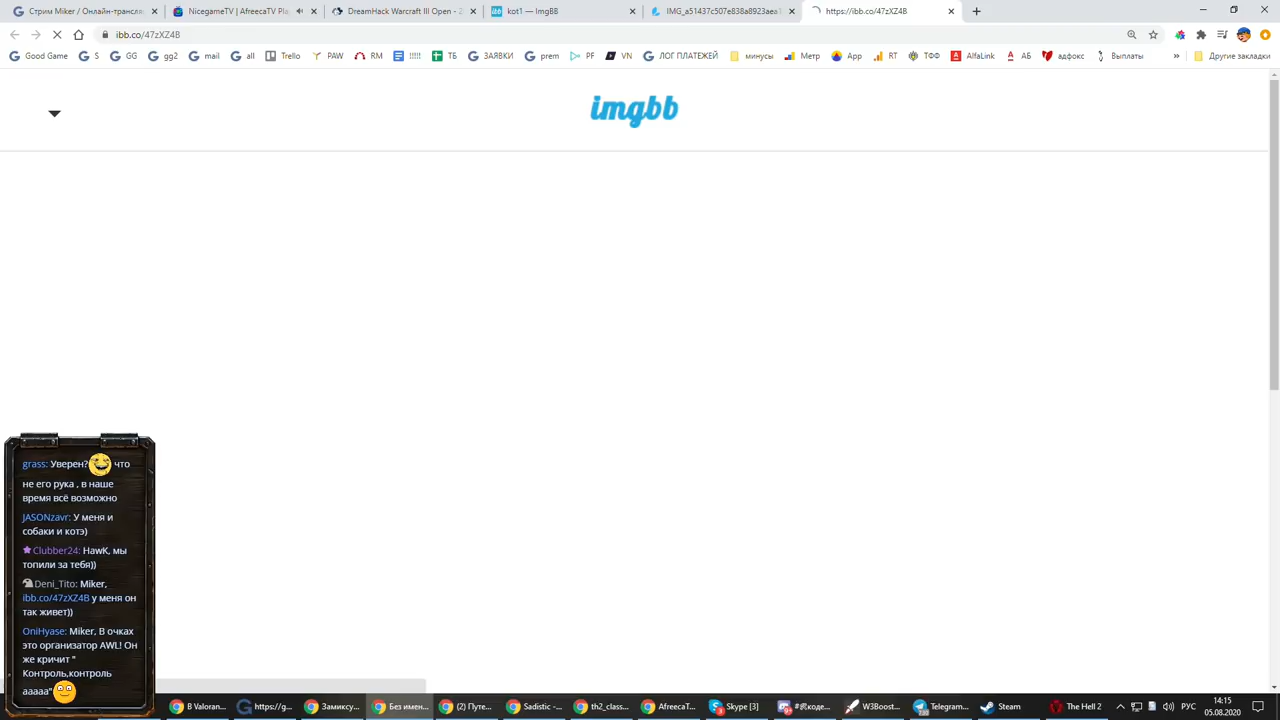 Стрим Miker / Онлайн-трансля
NicegameTV | AfreecaTV Pla
DreamHack Warcraft III Open - 2
kot1 — ImgBB
IMG_a51437c507e838a8923aea1
https://ibb.co/47zXZ4B
ibb.co/47zXZ4B
Good Game
S
GG
gg2
mail
all
Trello
PAW
RM
!!!!!
ТБ
ЗАЯВКИ
prem
PF
VN
ЛОГ ПЛАТЕЖЕЙ
минусы
Метр
App
RT
ТФФ
AlfaLink
АБ
адфокс
Выплаты
»
Другие закладки
imgbb
grass: Уверен? что
не его рука , в наше
время всё возможно
JASONzavr: У меня и
собаки и котэ)
Clubber24: HawK, мы
топили за тебя))
Deni_Tito: Miker,
ibb.co/47zXZ4B у меня он
так живет))
OniHyase: Miker, В очках
это организатор AWL! Он
же кричит "
Контроль,контроль
ааааа"
В Valoran...
https://g...
Замиксу...
Без имен...
Sadistic ...
th2_class...
AfreecaT...
Skype [3]
W3Boost...
Telegram...
Steam
The Hell 2
РУС
14:15
05.08.2020